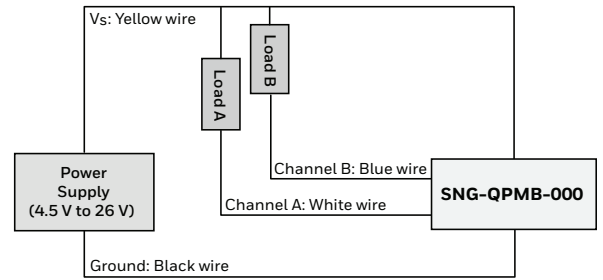 Vs: Yellow wire
Load A
Load B
Power
Supply
(4.5 V to 26 V)
Channel B: Blue wire
SNG-QPMB-000
Channel A: White wire
Ground: Black wire